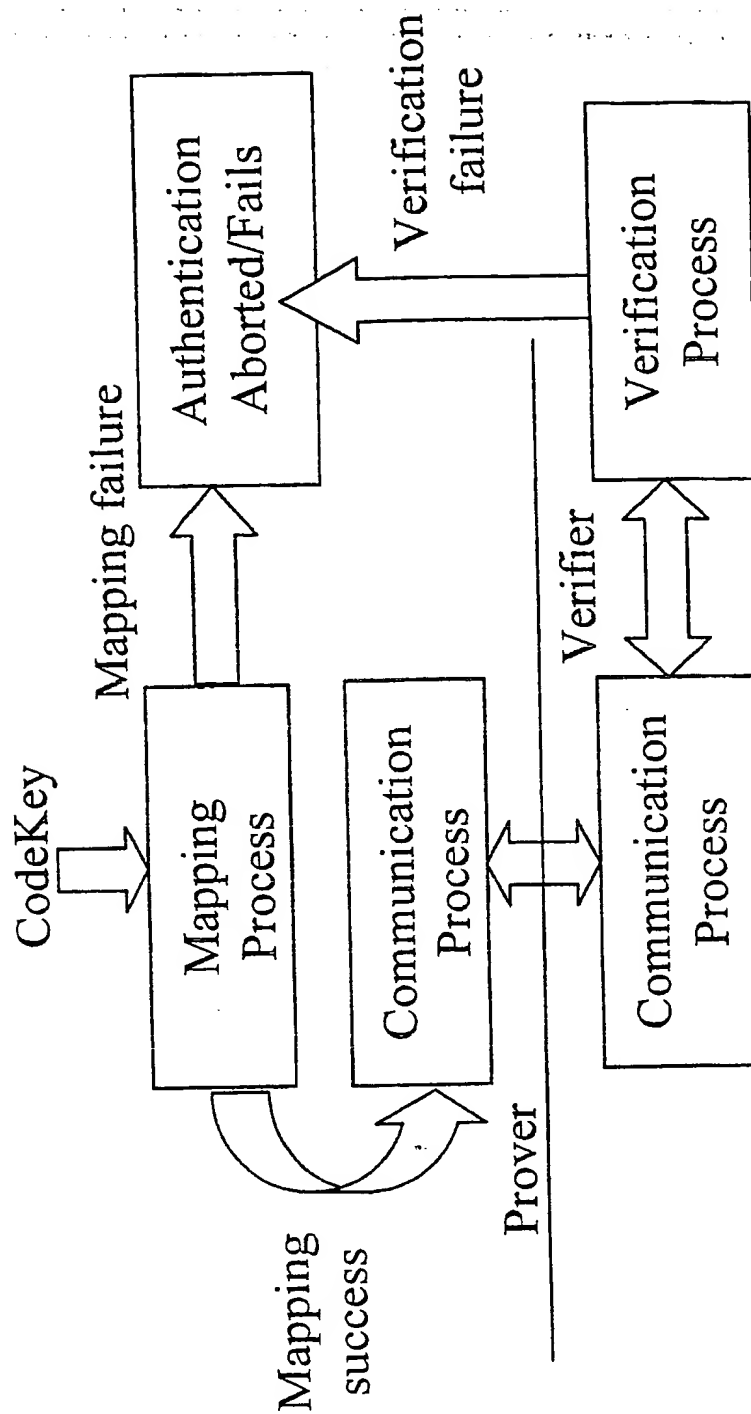 CodeKey
Mapping failure
Mapping
Process
Authentication
Aborted/Fails
Mapping
success
Communication
Process
Verification
failure
Prover
Verifier
Communication
Process
Verification
Process